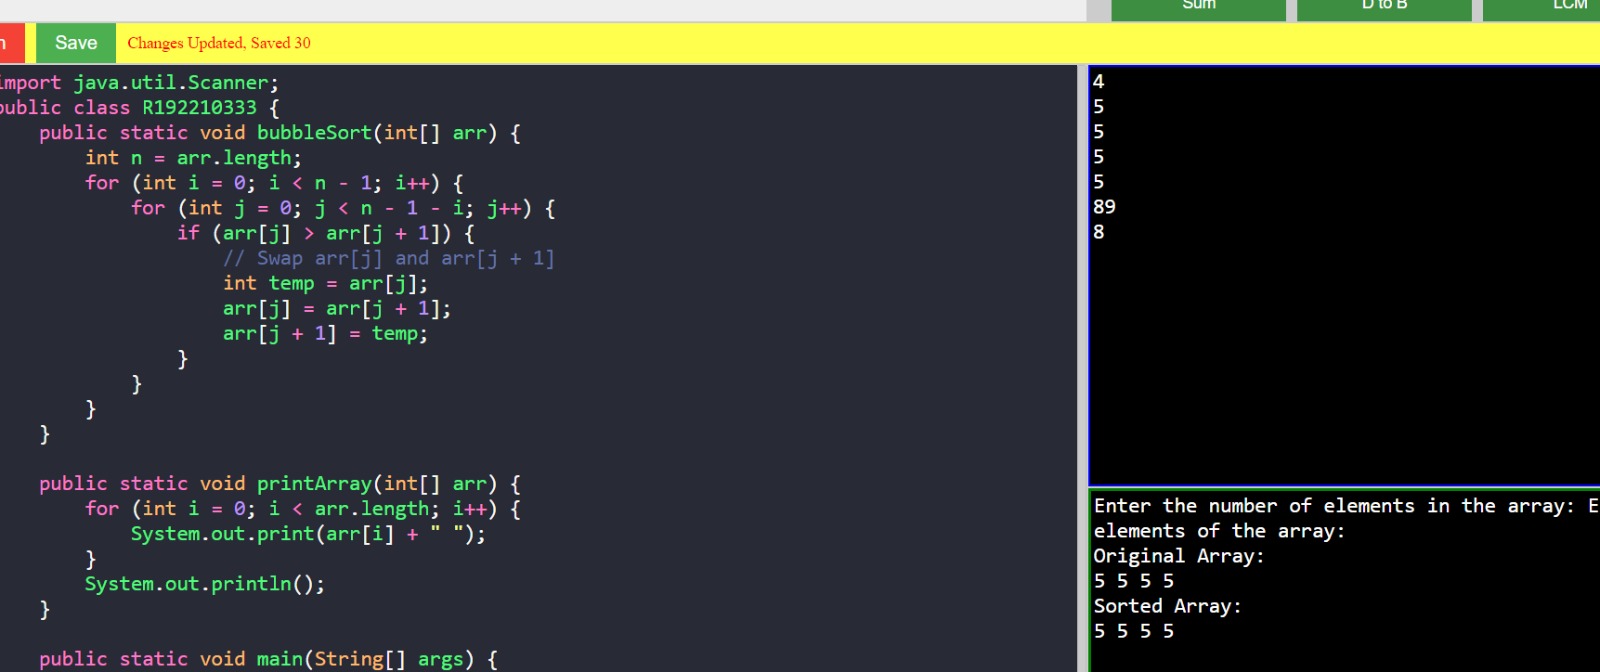 Sum
D to B
LCM
Save
Changes Updated, Saved 30
import java.util.Scanner;
public class R192210333 {
public static void bubbleSort(int[] arr) {
int n = arr.length;
for (int i = 0; i < n - 1; i++) {
for (int j = 0; j < n - 1 - i; j++) {
if (arr[j] > arr[j + 1]) {
// Swap arr[j] and arr[j + 1]
int temp = arr[j];
arr[j] = arr[j + 1];
arr[j + 1] = temp;
}
}
}
}
public static void printArray(int[] arr) {
for (int i = 0; i < arr.length; i++) {
System.out.print(arr[i] + " ");
}
System.out.println();
}
public static void main(String[] args) {
4
5
5
5
5
89
8
Enter the number of elements in the array: E
elements of the array:
Original Array:
5 5 5 5
Sorted Array:
5 5 5 5